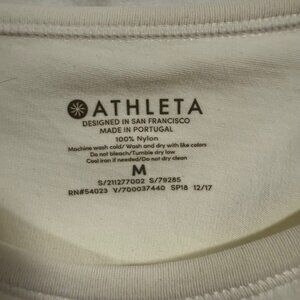 ATHLETA
DESIGNED IN SAN FRANCISCO
MADE IN PORTUGAL
100% Nylon
Machine wash cold/ Wash and dry with like colors
Do not bleach/Tumble dry low
Cool iron if needed/Do not dry clean
M
S/211277002 S/79285
RN#54023 V/700037440 SP18 12/17